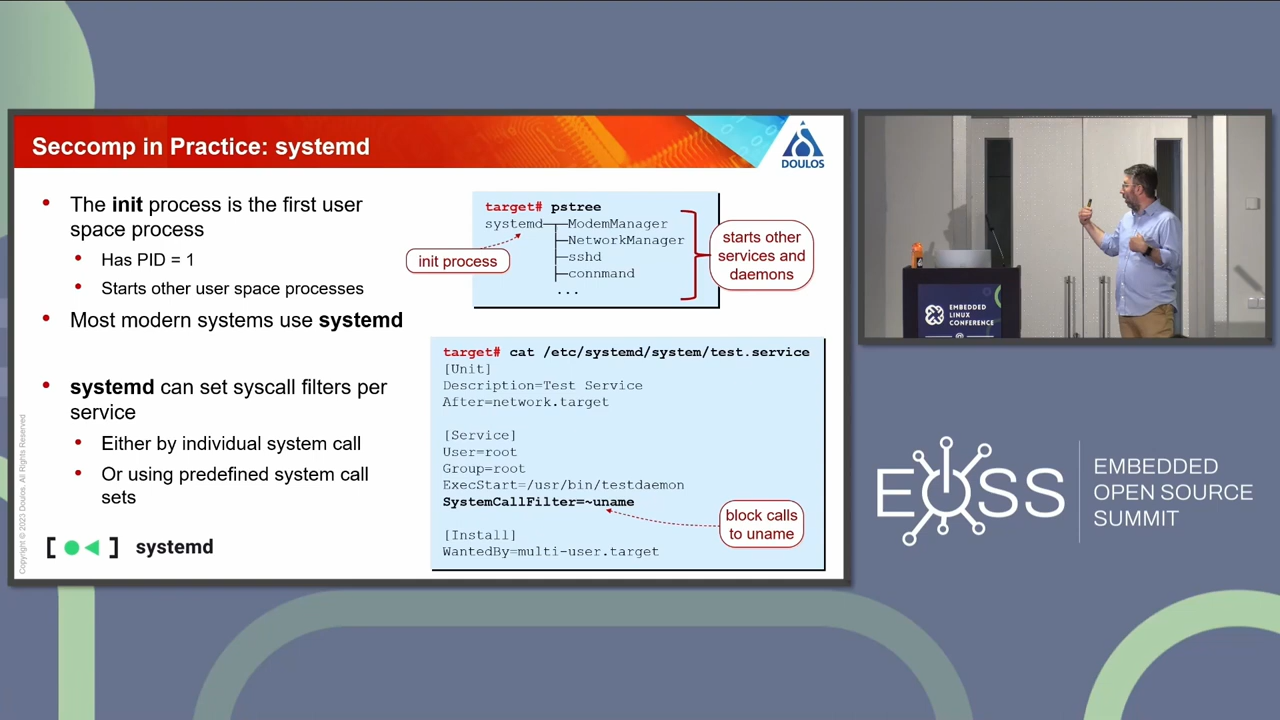 Seccomp in Practice: systemd
DOULOS
The init process is the first user
space process
Has PID = 1
Starts other user space processes
Most modern systems use systemd
systemd can set syscall filters per
service
Either by individual system call
Or using predefined system call
sets
[ ] systemd
Copyright © 2023 Doulos. All Rights Reserved
target# pstree
systemd
ModemManager
NetworkManager
sshd
connmand
...
init process
starts other
services and
daemons
target# cat /etc/systemd/system/test.service
[Unit]
Description=Test Service
After=network.target
[Service]
User=root
Group=root
ExecStart=/usr/bin/testdaemon
SystemCallFilter=~uname
[Install]
WantedBy=multi-user.target
block calls
to uname
EMBEDDED
LINUX
CONFERENCE
EOSS
EMBEDDED
OPEN SOURCE
SUMMIT